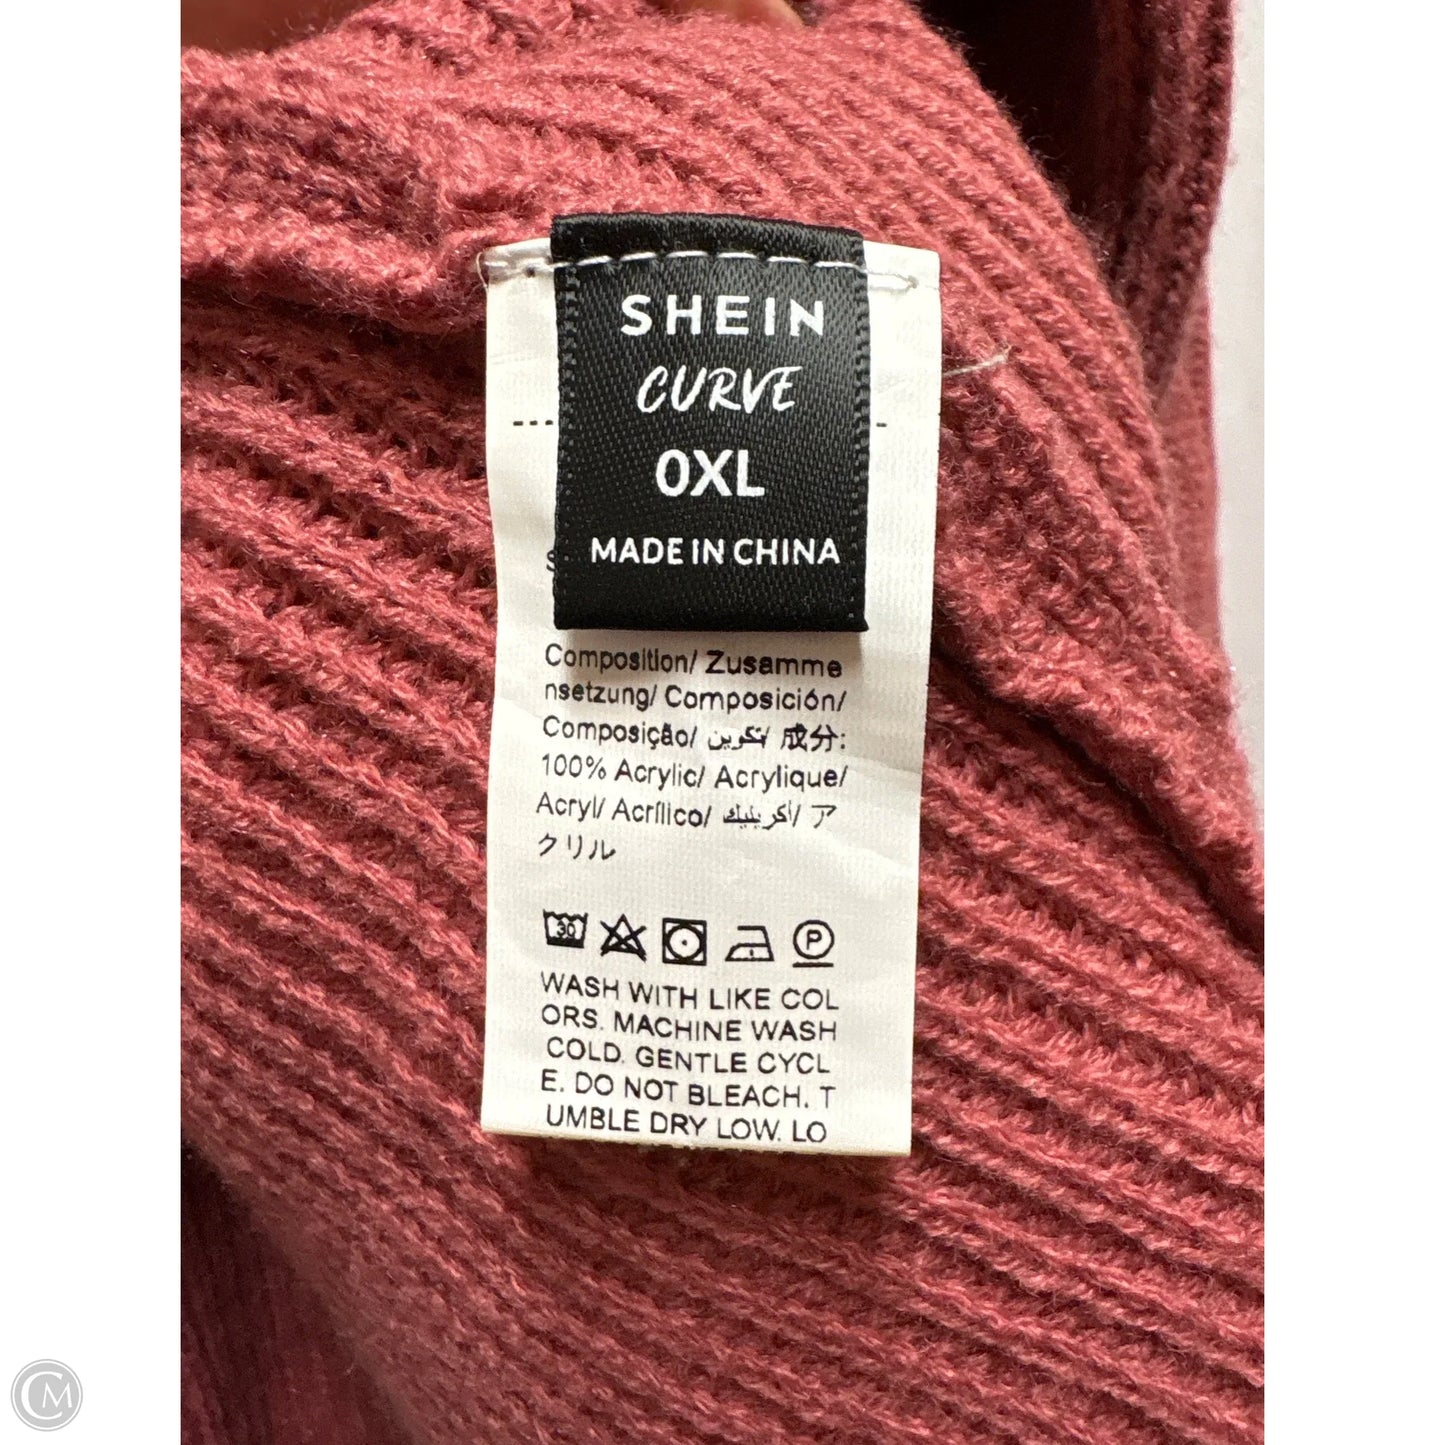 SHEIN
CURVE
0XL
MADE IN CHINA
Composition/ Zusamme
nsetzung/ Composición/
Composição/ تكوين/ 成分:
100% Acrylic/ Acrylique/
Acryl/ Acrílico/ أكريليك/ ア
クリル
30
P
WASH WITH LIKE COL
ORS. MACHINE WASH
COLD. GENTLE CYCL
E. DO NOT BLEACH. T
UMBLE DRY LOW. LO
CM